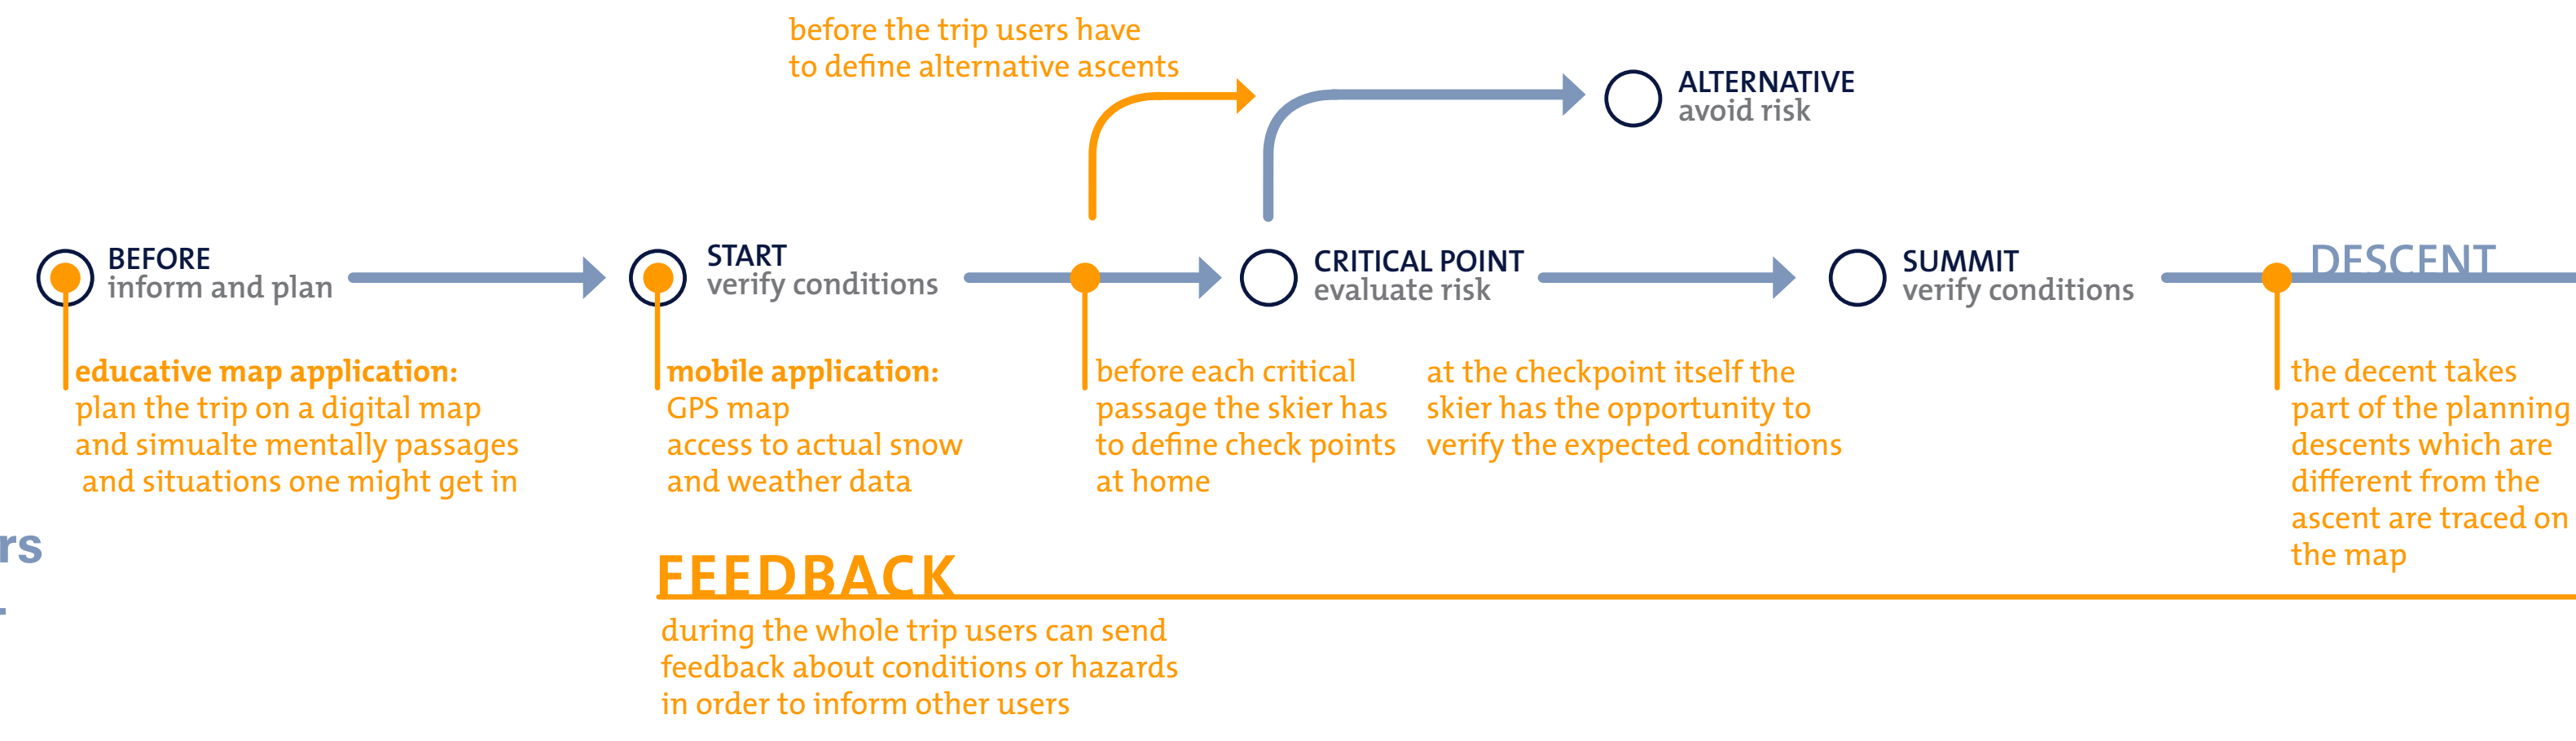 before the trip users have
to define alternative ascents
ALTERNATIVE
avoid risk
BEFORE
inform and plan
START
verify conditions
CRITICAL POINT
evaluate risk
SUMMIT
verify conditions
DESCENT
educative map application:
plan the trip on a digital map
and simualte mentally passages
and situations one might get in
mobile application:
GPS map
access to actual snow
and weather data
before each critical
passage the skier has
to define check points
at home
at the checkpoint itself the
skier has the opportunity to
verify the expected conditions
the decent takes
part of the planning
descents which are
different from the
ascent are traced on
the map
rs
FEEDBACK
during the whole trip users can send
feedback about conditions or hazards
in order to inform other users